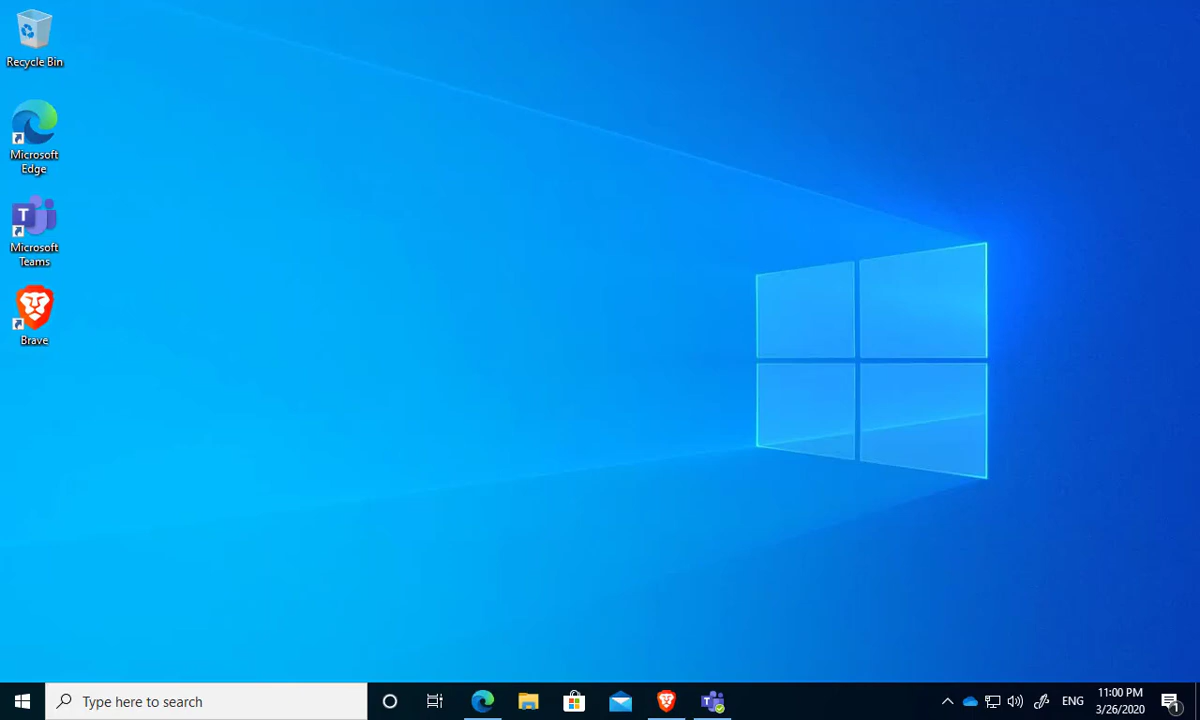 Recycle Bin
Microsoft
Edge
Microsoft
Teams
Brave
Type here to search
ENG
11:00 PM
3/26/2020
1